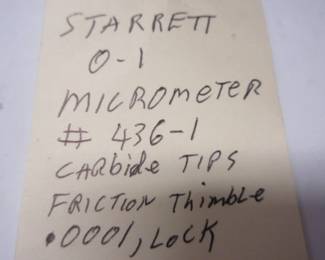 STARRETT
0-1
MICROMETER
# 436-1
CARbide TIPS
FRICTION Thimble
.0001, LOCK